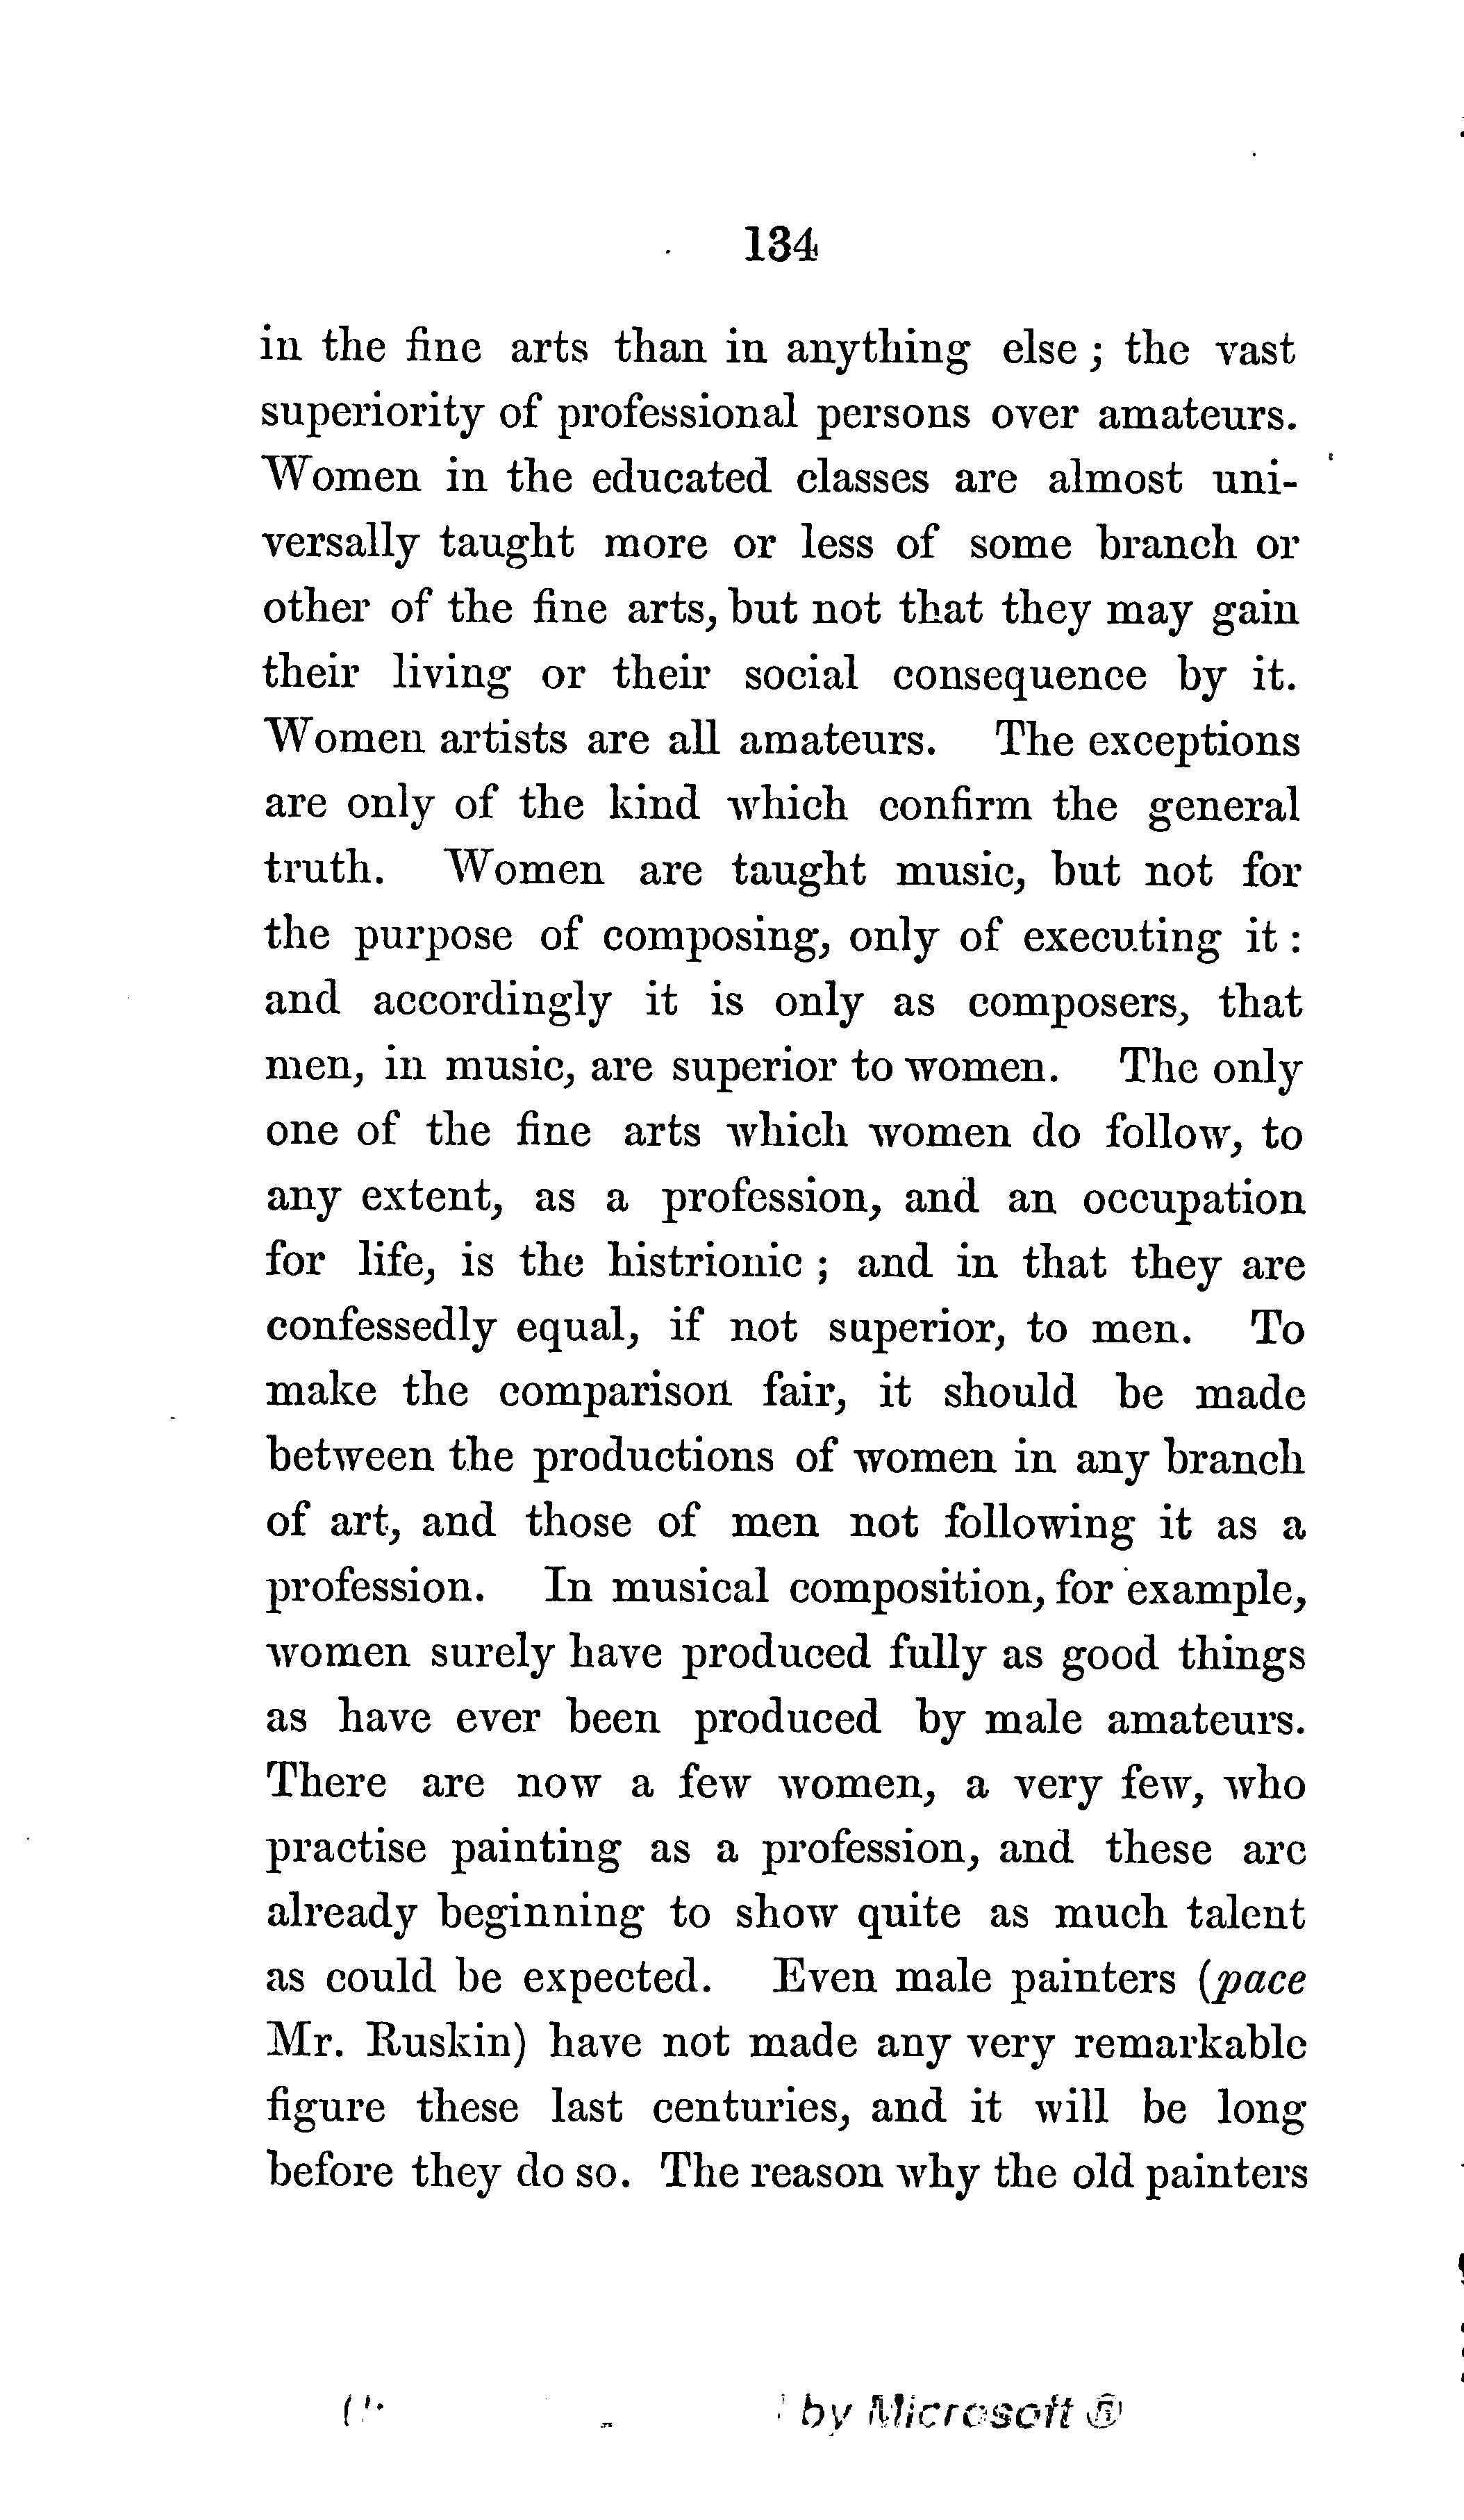 134
in the fine arts than in anything else ; the vast
superiority of professional persons over amateurs.
Women in the educated classes are almost uni-
versally taught more or less of some branch or
other of the fine arts, but not that they may gain
their living or their social consequence by it.
Women artists are all amateurs. The exceptions
are only of the kind which confirm the general
truth. Women are taught music, but not for
the purpose of composing, only of executing it :
and accordingly it is only as composers, that
men, in music, are superior to women. The only
one of the fine arts which women do follow, to
any extent, as a profession, and an occupation
for life, is the histrionic ; and in that they are
confessedly equal, if not superior, to men. To
make the comparison fair, it should be made
between the productions of women in any branch
of art, and those of men not following it as a
profession. In musical composition, for example,
women surely have produced fully as good things
as have ever been produced by male amateurs.
There are now a few women, a very few, who
practise painting as a profession, and these are
already beginning to show quite as much talent
as could be expected. Even male painters (pace
Mr. Ruskin) have not made any very remarkable
figure these last centuries, and it will be long
before they do so. The reason why the old painters
by Microsoft ®